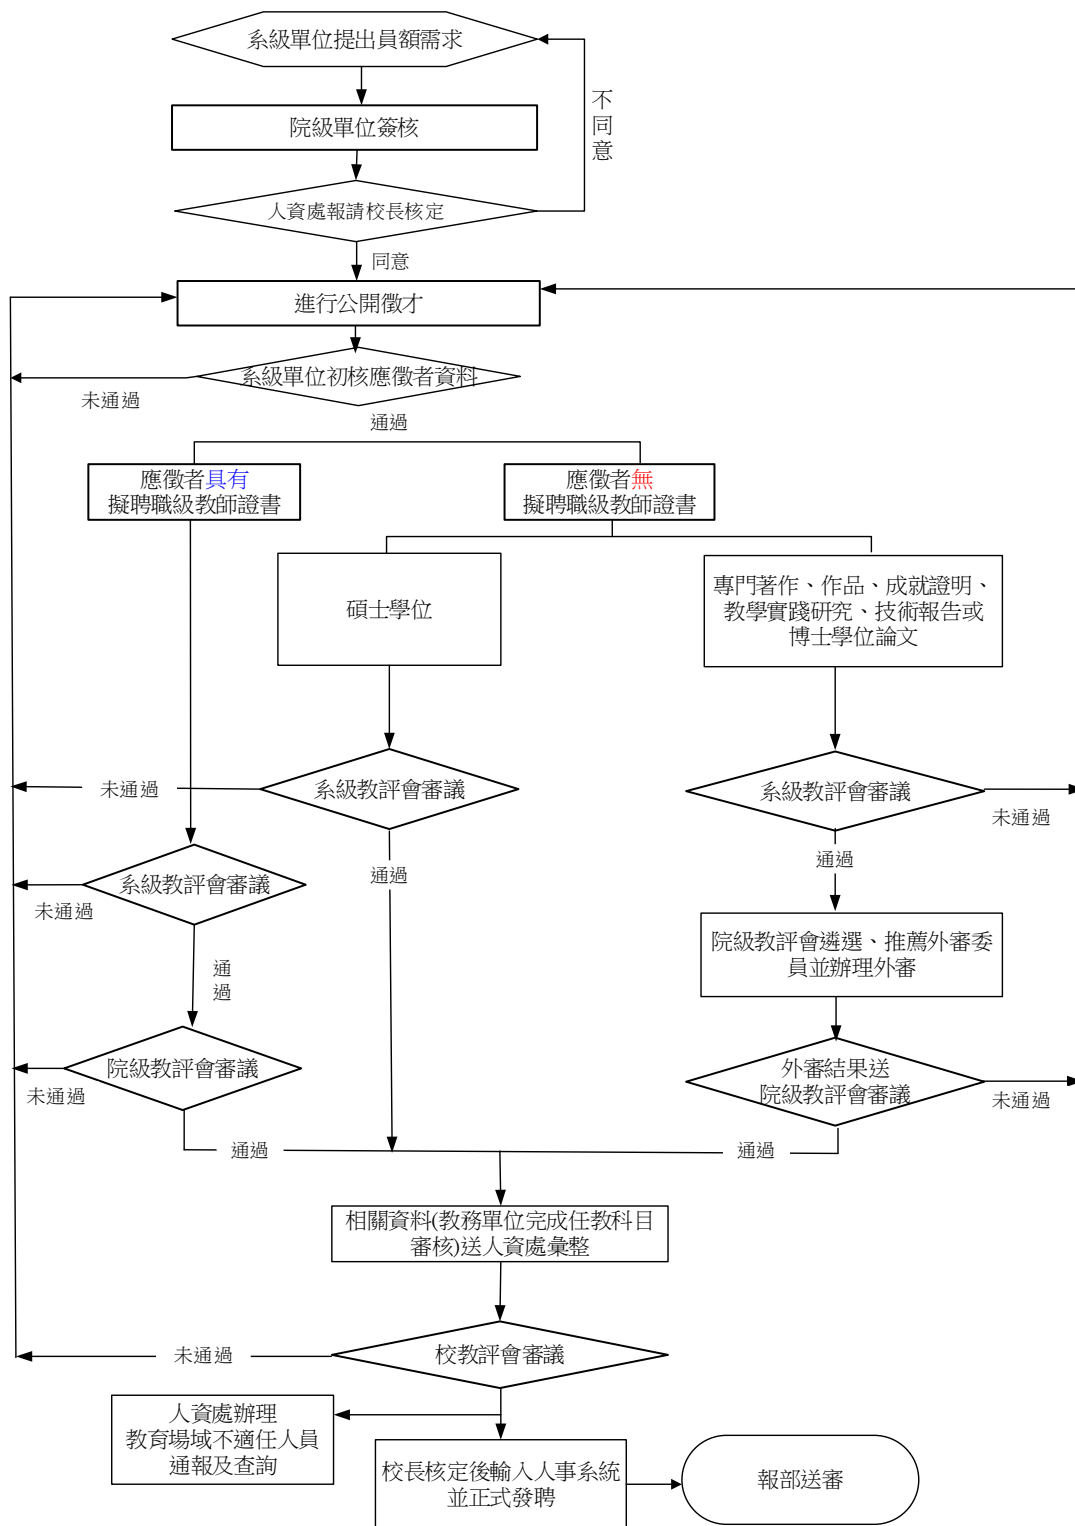 系級單位提出員額需求
不
同
意
院級單位簽核
人資處報請校長核定
同意
進行公開徵才
系級單位初核應徵者資料
未通過
通過
應徵者具有
擬聘職級教師證書
應徵者無
擬聘職級教師證書
碩士學位
專門著作、作品、成就證明、
教學實踐研究、技術報告或
博士學位論文
系級教評會審議
未通過
通過
系級教評會審議
未通過
通過
系級教評會審議
未通過
通
過
院級教評會遴選、推薦外審委
員並辦理外審
院級教評會審議
未通過
外審結果送
院級教評會審議
未通過
通過
通過
相關資料(教務單位完成任教科目
審核)送人資處彙整
校教評會審議
未通過
人資處辦理
教育場域不適任人員
通報及查詢
校長核定後輸入人事系統
並正式發聘
報部送審